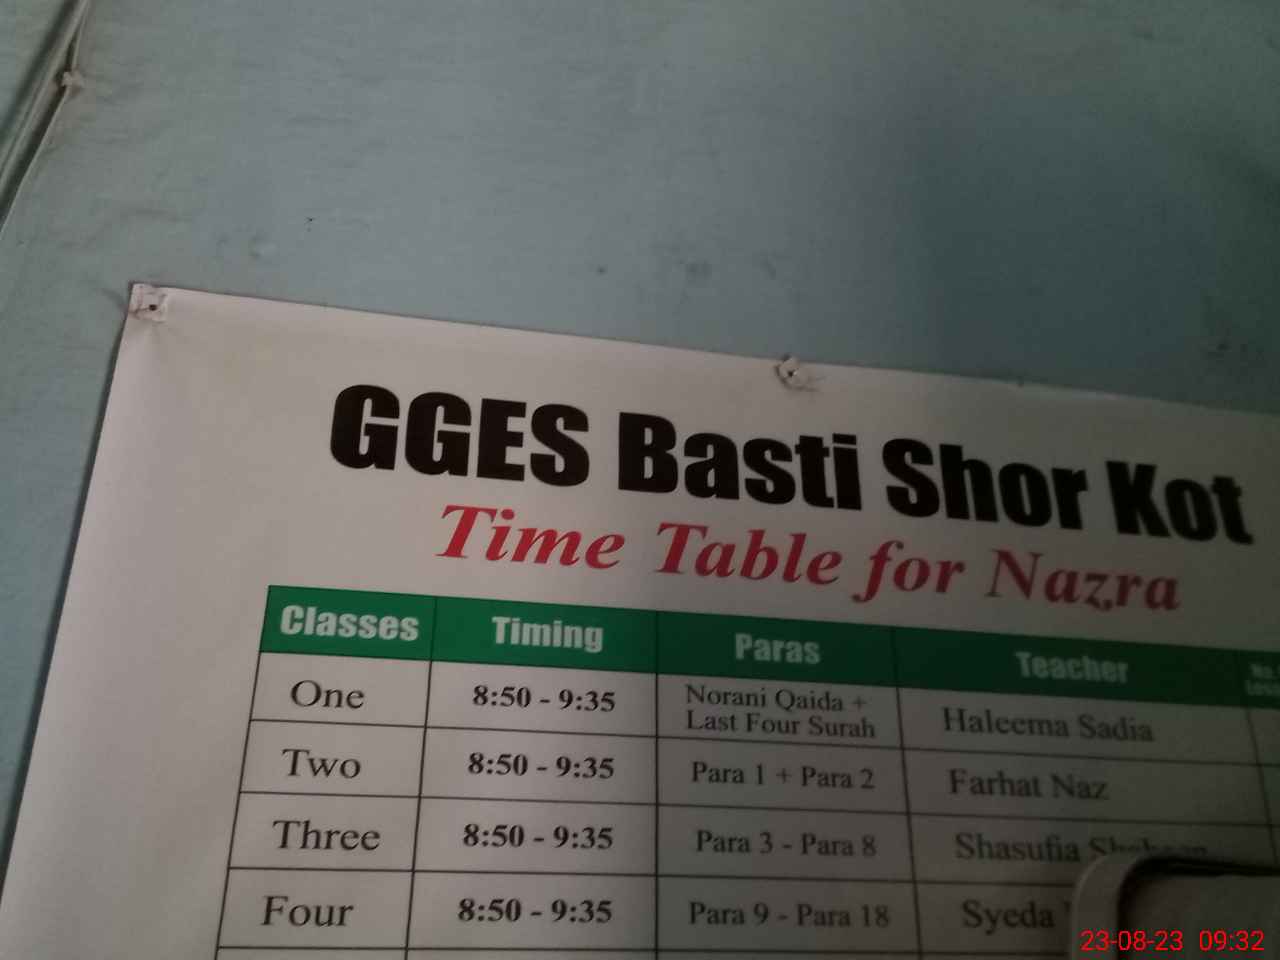 GGES Basti Shor Kot
Time Table for Nazra
Classes Timing Paras Teacher No.
One 8:50 - 9:35 Norani Qaida + Last Four Surah Haleema Sadia
Two 8:50 - 9:35 Para 1 + Para 2 Farhat Naz
Three 8:50 - 9:35 Para 3 - Para 8 Shasufia
Four 8:50 - 9:35 Para 9 - Para 18 Syeda
23-08-23 09:32